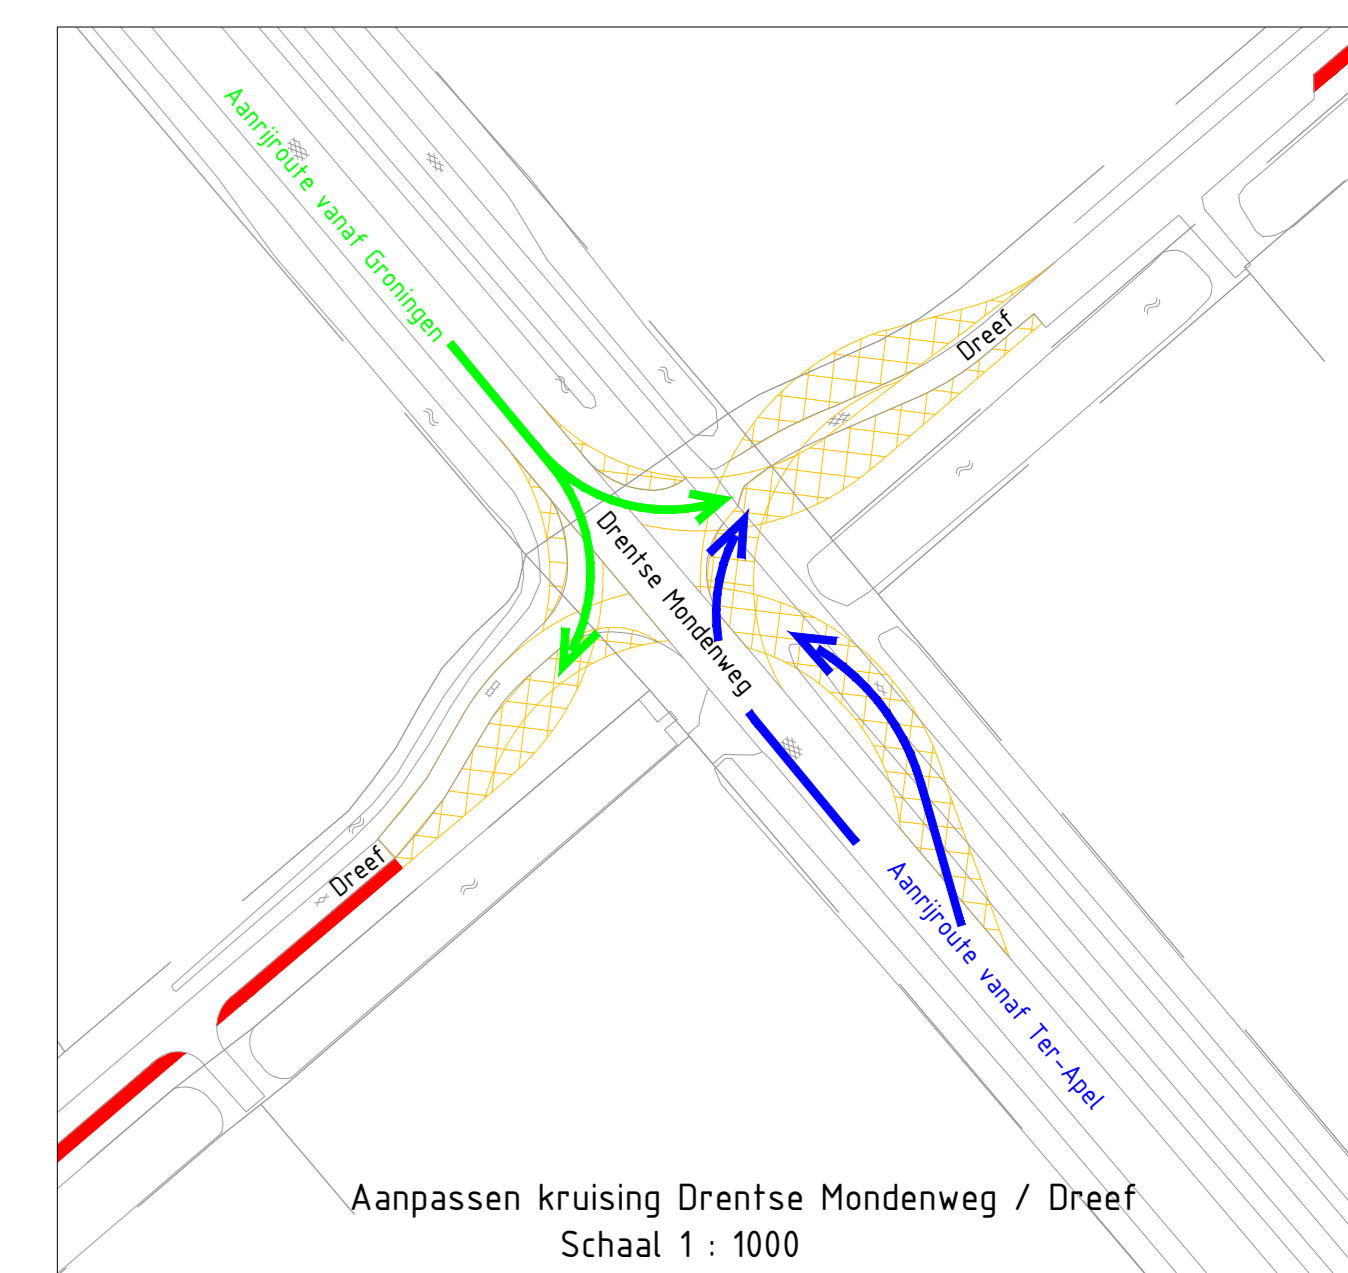 Aanrijroute vanaf Groningen
Dreef
Drentse Mondenweg
Dreef
Aanrijroute vanaf Ter-Apel
Aanpassen kruising Drentse Mondenweg / Dreef
Schaal 1 : 1000